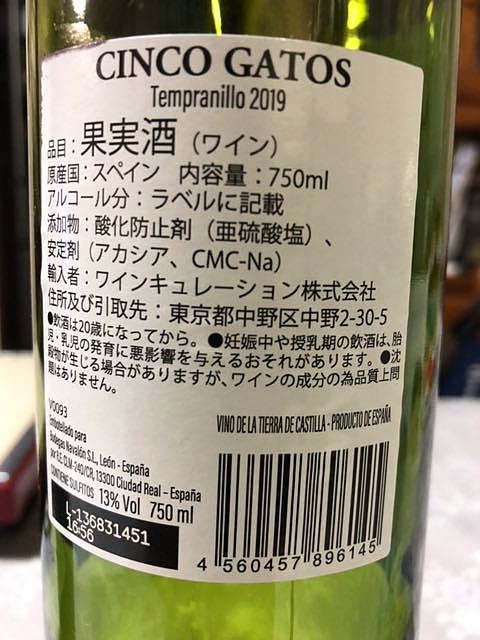 CINCO GATOS
Tempranillo 2019
品目：果実酒（ワイン）
原産国：スペイン 内容量：750ml
アルコール分：ラベルに記載
添加物：酸化防止剤（亜硫酸塩）、
安定剤（アカシア、CMC-Na）
輸入者：ワインキュレーション株式会社
住所及び引取先：東京都中野区中野2-30-5
●飲酒は20歳になってから。●妊娠中や授乳期の飲酒は、胎
児・乳児の発育に悪影響を与えるおそれがあります。●沈
殿物が生じる場合がありますが、ワインの成分の為品質上問
題はありません。
V0093
Embotellado para
Bodegas Navalón S.L. León - España
por R.E. CLM-240/CR, 13300 Ciudad Real – España
CONTIENE SULFITOS 13% Vol 750 ml
L-136831451
16:56
VINO DE LA TIERRA DE CASTILLA - PRODUCTO DE ESPAÑA
4 560457 896145